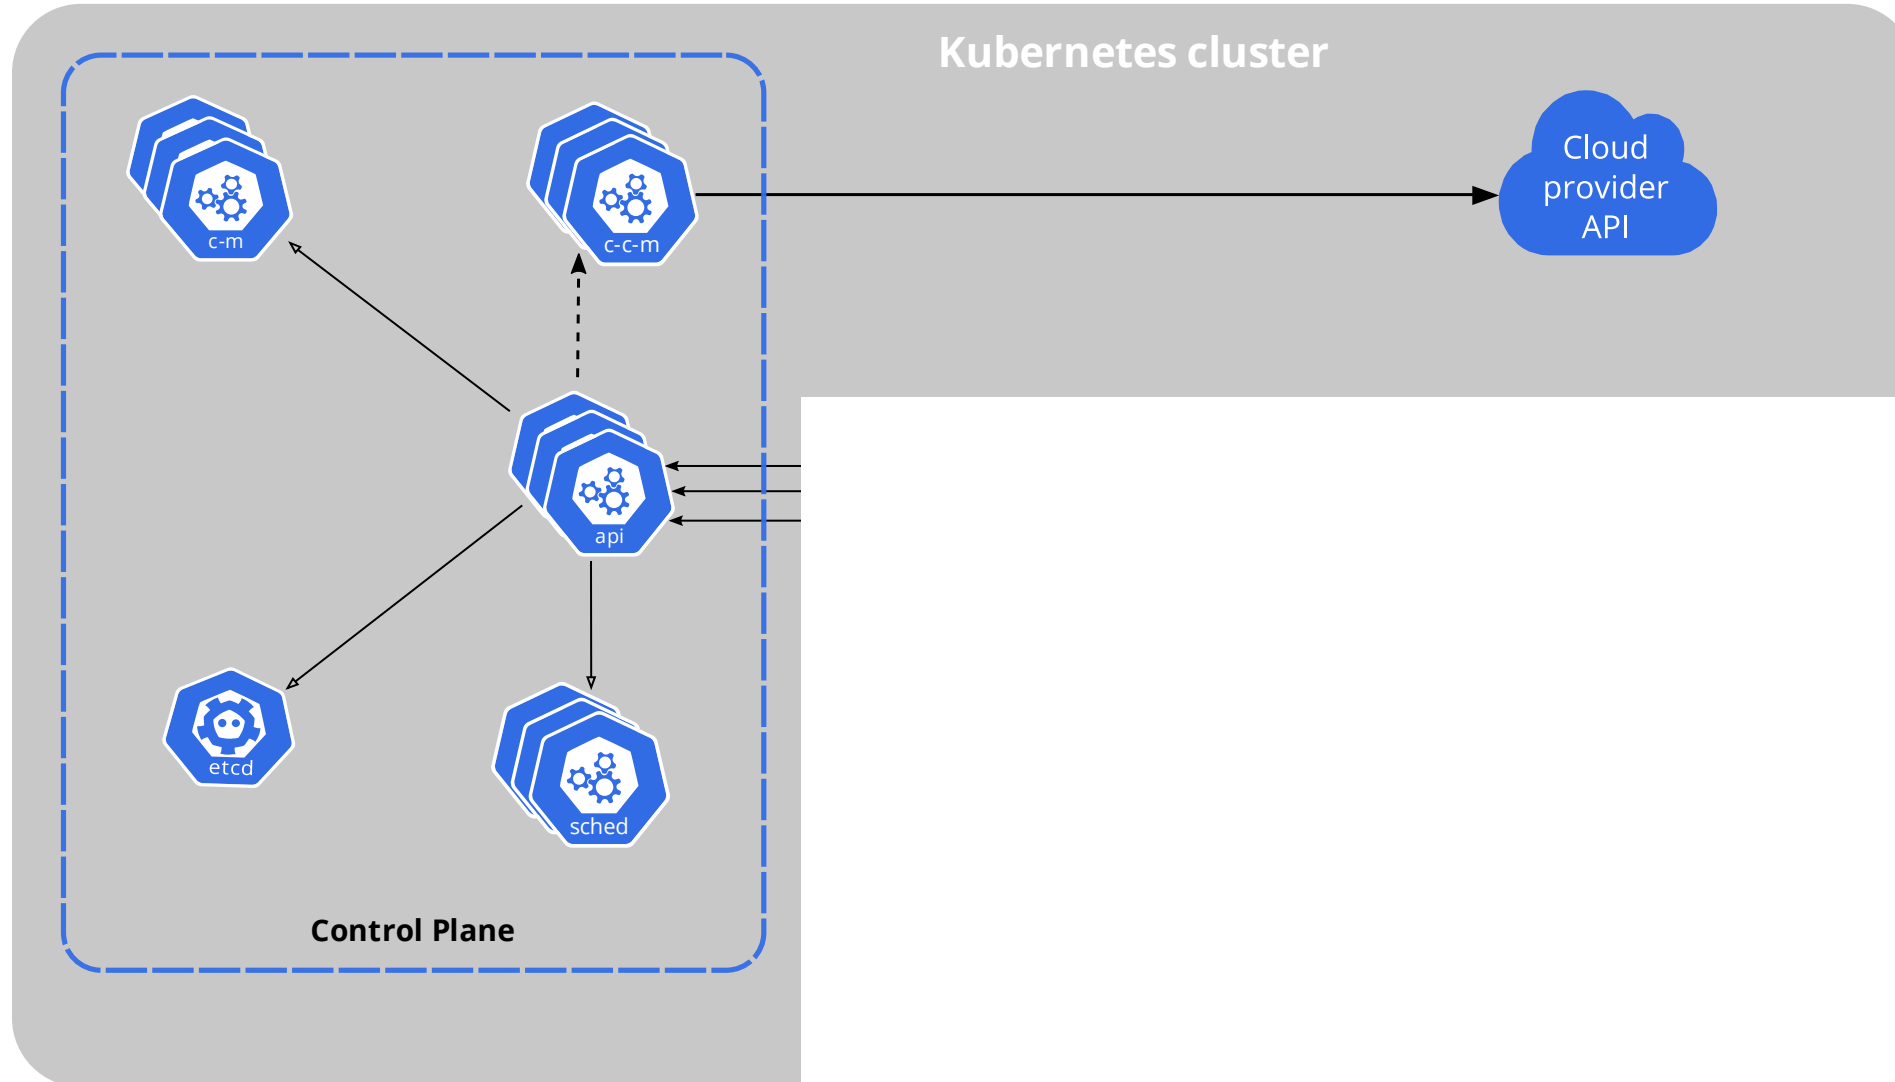 Kubernetes cluster
Cloud
provider
API
c-m
c-c-m
api
etcd
sched
Control Plane